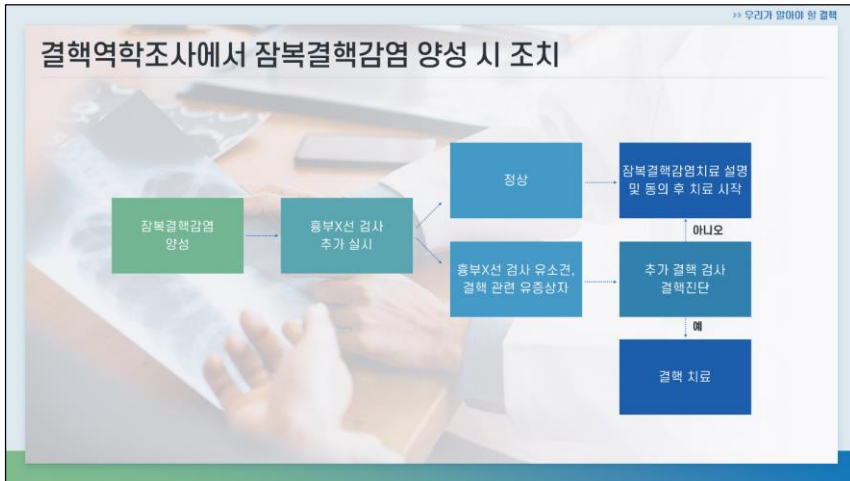 >> 우리가 알아야 할 결핵
결핵역학조사에서 잠복결핵감염 양성 시 조치
잠복결핵감염
양성
흉부X선 검사
추가 실시
정상
잠복결핵감염치료 설명
및 동의 후 치료 시작
아니오
흉부X선 검사 유소견,
결핵 관련 유증상자
추가 결핵 검사
결핵진단
예
결핵 치료